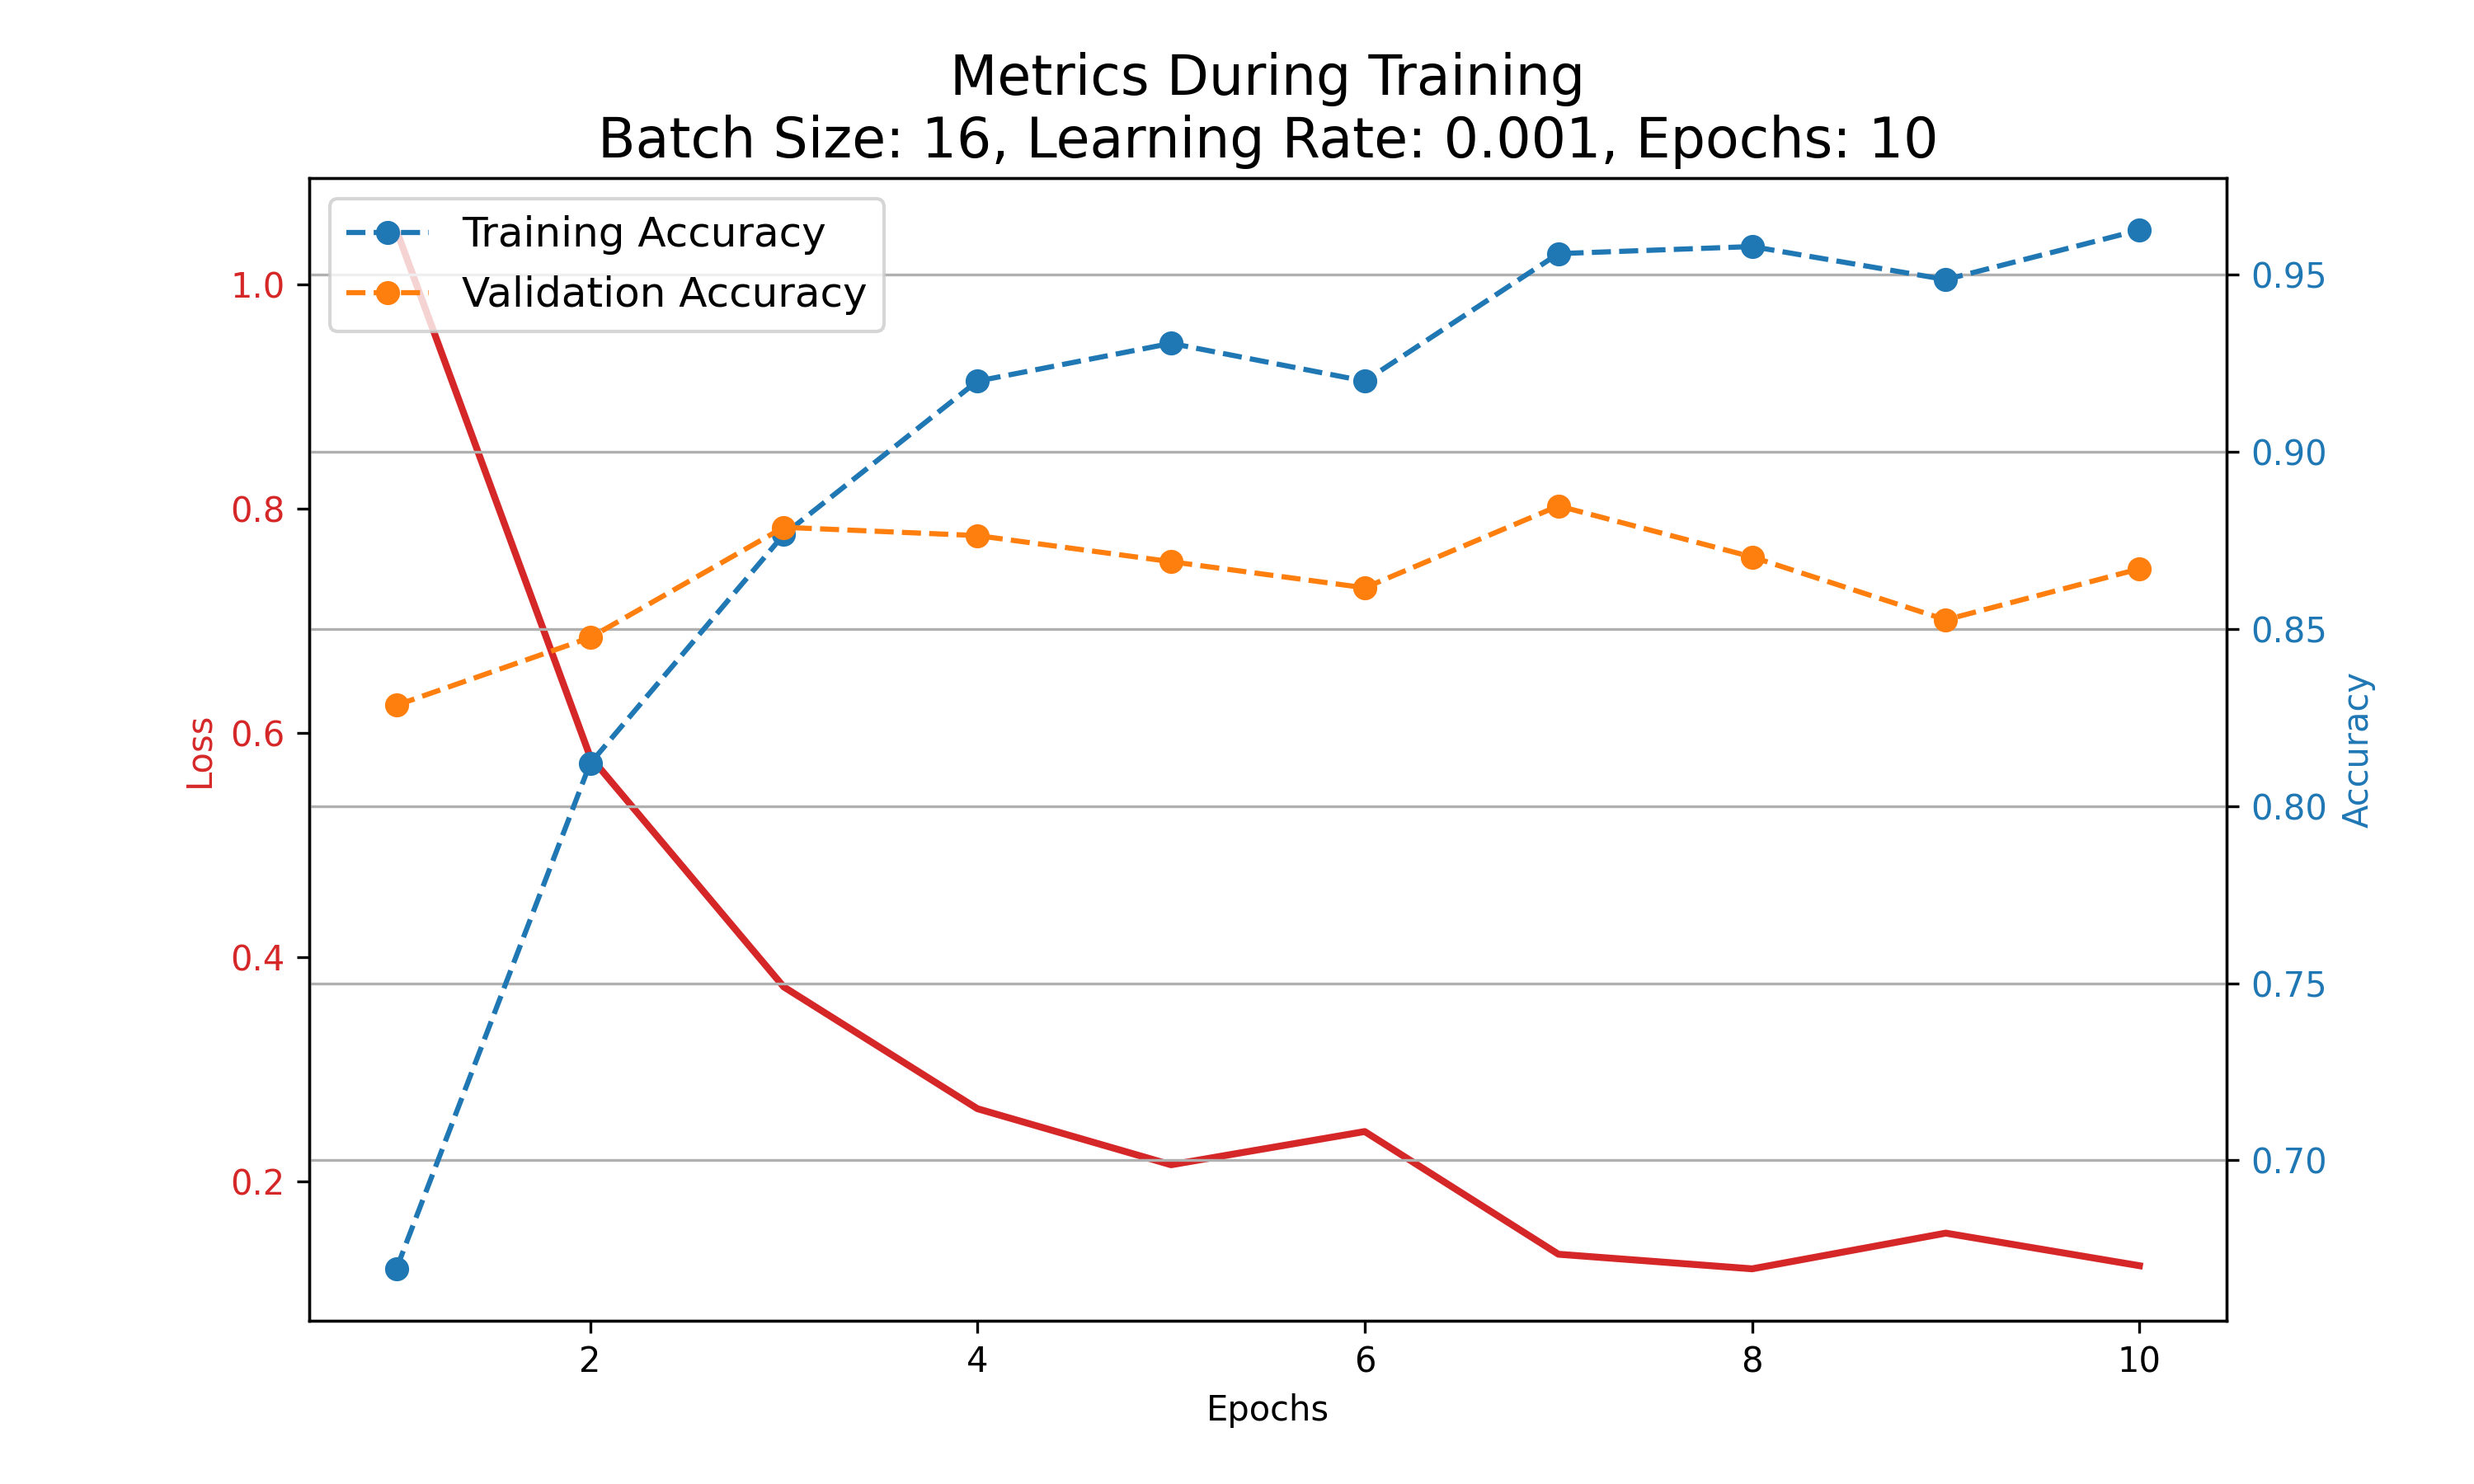 Metrics During Training
Batch Size: 16, Learning Rate: 0.001, Epochs: 10
Training Accuracy
Validation Accuracy
1.0
0.8
0.6
0.4
0.2
Loss
0.95
0.90
0.85
0.80
0.75
0.70
Accuracy
2 4 6 8 10
Epochs